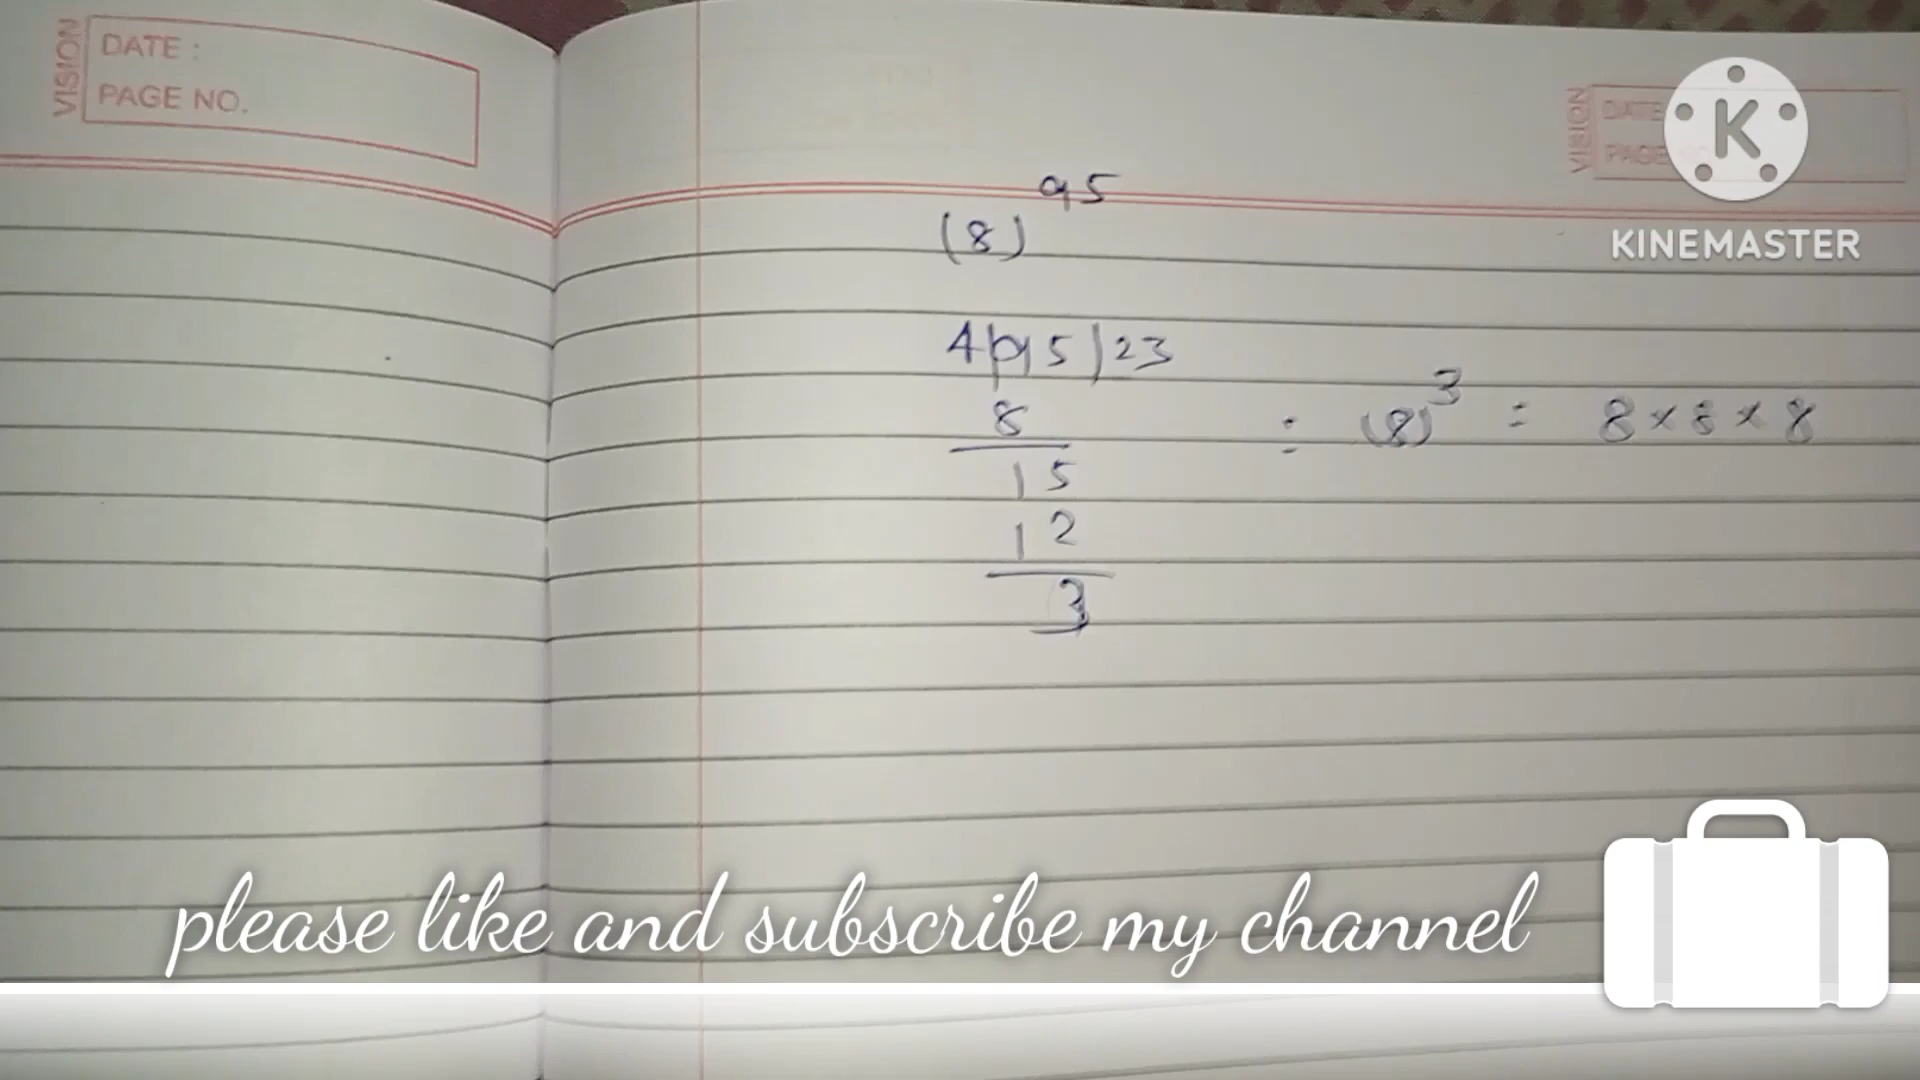 VISION
DATE :
PAGE NO.
VISION
DATE
PAGE
K
KINEMASTER
(8)^95
4)95)23
8
15
12
3
= (8)^3 = 8 × 8 × 8
please like and subscribe my channel